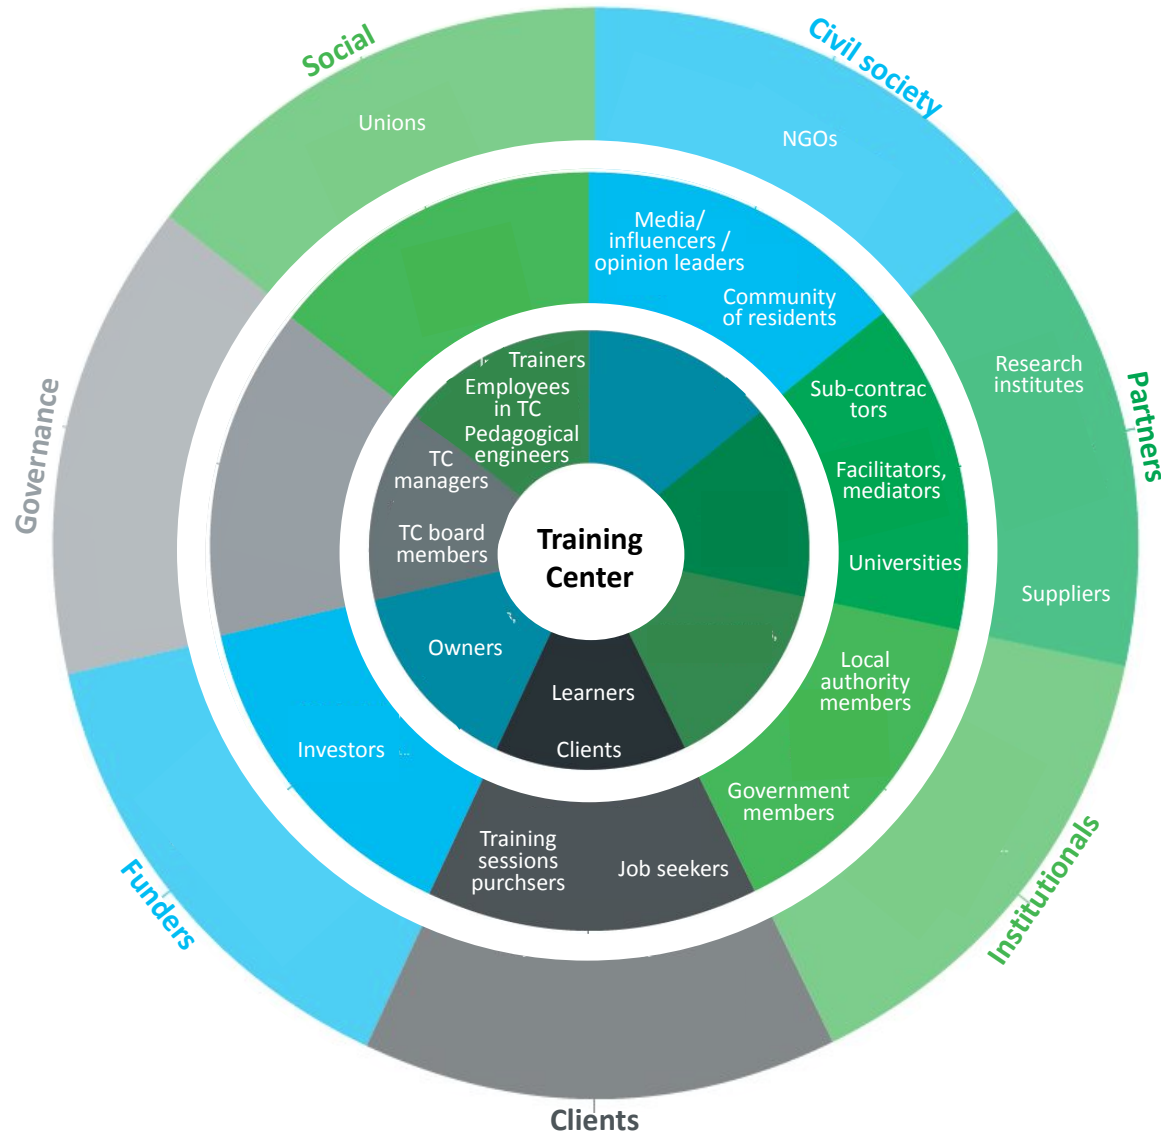 Social
Civil society
Unions
NGOs
Media/
influencers /
opinion leaders
Community
of residents
Governance
Partners
Trainers
Employees
in TC
Pedagogical
engineers
TC
managers
TC board
members
Research
institutes
Sub-contrac
tors
Facilitators,
mediators
Universities
Suppliers
Training
Center
Owners
Learners
Clients
Local
authority
members
Investors
Government
members
Training
sessions
purchsers
Job seekers
Funders
Institutionals
Clients